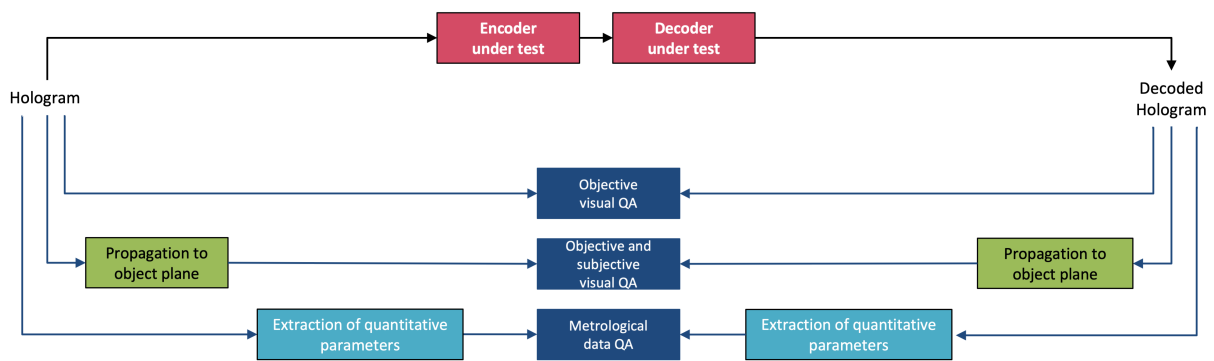 Encoder
under test
Decoder
under test
Hologram
Decoded
Hologram
Objective
visual QA
Propagation to
object plane
Objective and
subjective
visual QA
Propagation to
object plane
Extraction of quantitative
parameters
Metrological
data QA
Extraction of quantitative
parameters